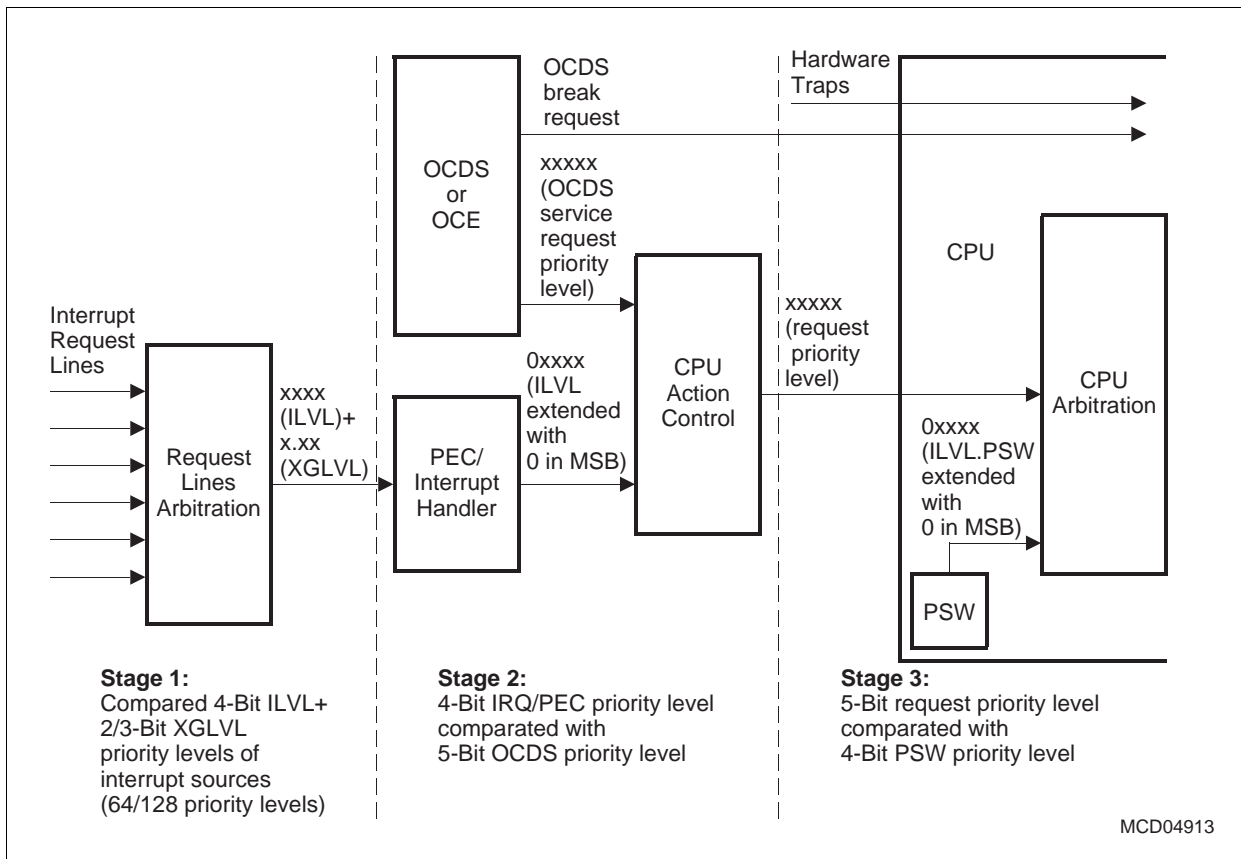 Interrupt
Request
Lines
Request
Lines
Arbitration
xxxx
(ILVL)+
x.xx
(XGLVL)
OCDS
or
OCE
OCDS
break
request
xxxxx
(OCDS
service
request
priority
level)
PEC/
Interrupt
Handler
0xxxx
(ILVL
extended
with
0 in MSB)
CPU
Action
Control
Hardware
Traps
xxxxx
(request
priority
level)
CPU
CPU
Arbitration
0xxxx
(ILVL.PSW
extended
with
0 in MSB)
PSW
Stage 1:
Compared 4-Bit ILVL+
2/3-Bit XGLVL
priority levels of
interrupt sources
(64/128 priority levels)
Stage 2:
4-Bit IRQ/PEC priority level
comparated with
5-Bit OCDS priority level
Stage 3:
5-Bit request priority level
comparated with
4-Bit PSW priority level
MCD04913